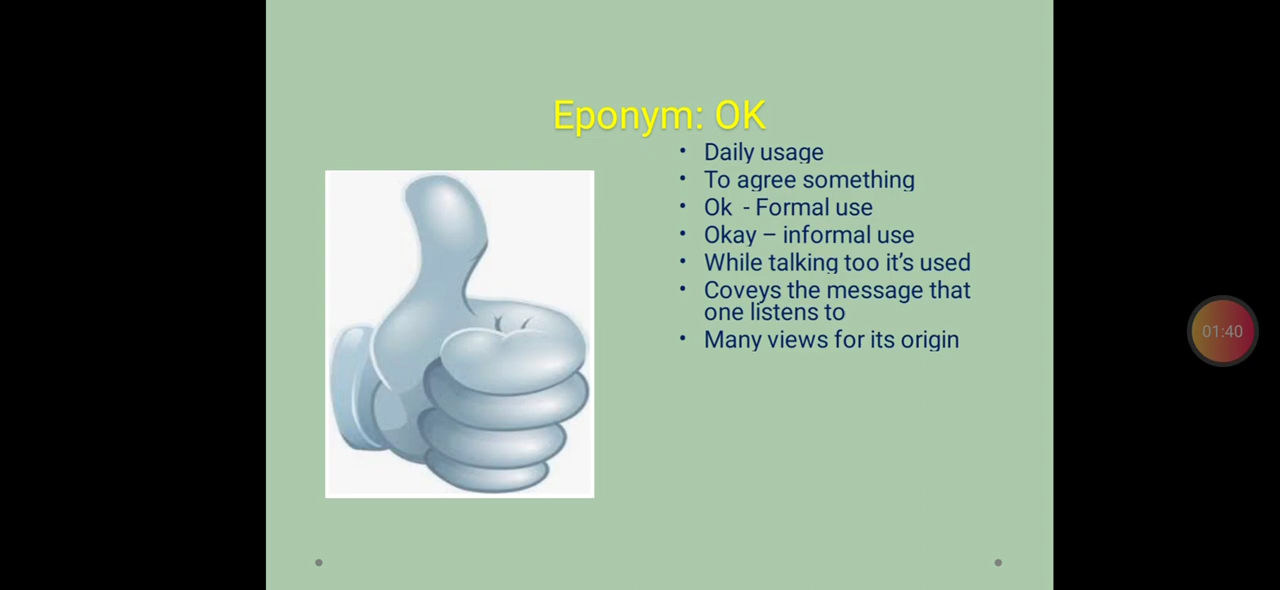 Eponym: OK
• Daily usage
• To agree something
• Ok - Formal use
• Okay – informal use
• While talking too it’s used
• Coveys the message that
one listens to
• Many views for its origin
01:40